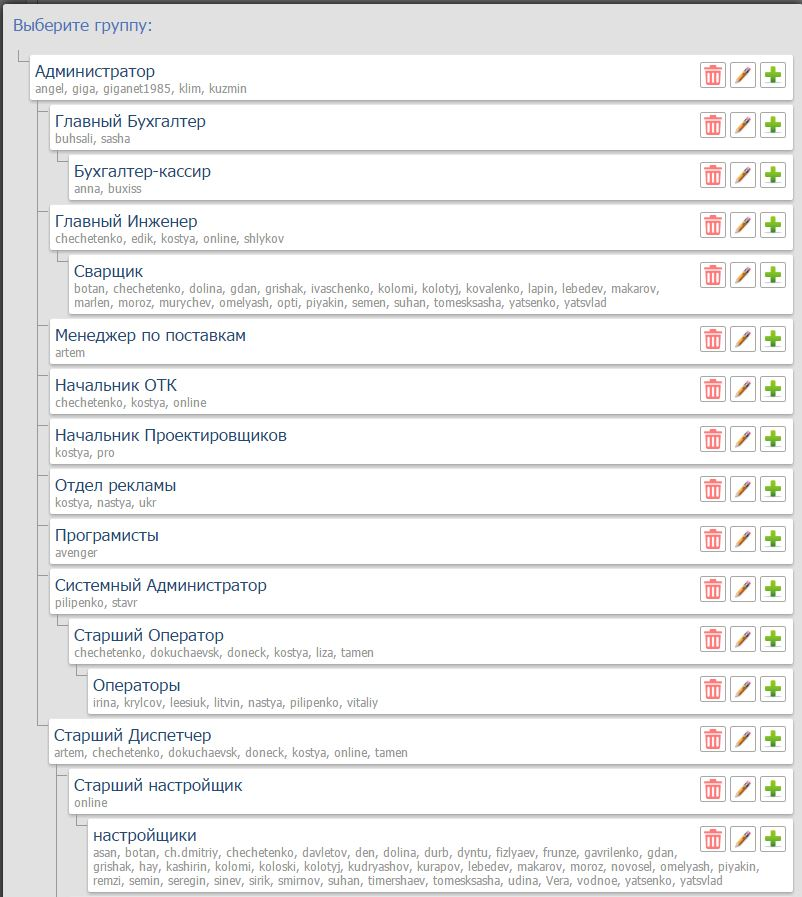 Выберите группу:
Администратор
angel, giga, giganet1985, klim, kuzmin
Главный Бухгалтер
buhsali, sasha
Бухгалтер-кассир
anna, buxiss
Главный Инженер
chechetenko, edik, kostya, online, shlykov
Сварщик
botan, chechetenko, dolina, gdan, grishak, ivaschenko, kolomi, kolotyj, kovalenko, lapin, lebedev, makarov,
marlen, moroz, murychev, omelyash, opti, piyakin, semen, suhan, tomesksasha, yatsenko, yatsvlad
Менеджер по поставкам
artem
Начальник ОТК
chechetenko, kostya, online
Начальник Проектировщиков
kostya, pro
Отдел рекламы
kostya, nastya, ukr
Програмисты
avenger
Системный Администратор
pilipenko, stavr
Старший Оператор
chechetenko, dokuchaevsk, doneck, kostya, liza, tamen
Операторы
irina, krylcov, leesiuk, litvin, nastya, pilipenko, vitaliy
Старший Диспетчер
artem, chechetenko, dokuchaevsk, doneck, kostya, online, tamen
Старший настройщик
online
настройщики
asan, botan, ch.dmitriy, chechetenko, davletov, den, dolina, durb, dyntu, fizlyaev, frunze, gavrilenko, gdan,
grishak, hay, kashirin, kolomi, koloski, kolotyj, kudryashov, kurapov, lebedev, makarov, moroz, novosel, omelyash, piyakin,
remzi, semin, seregin, sinev, sirik, smirnov, suhan, timershaev, tomesksasha, udina, Vera, vodnoe, yatsenko, yatsvlad